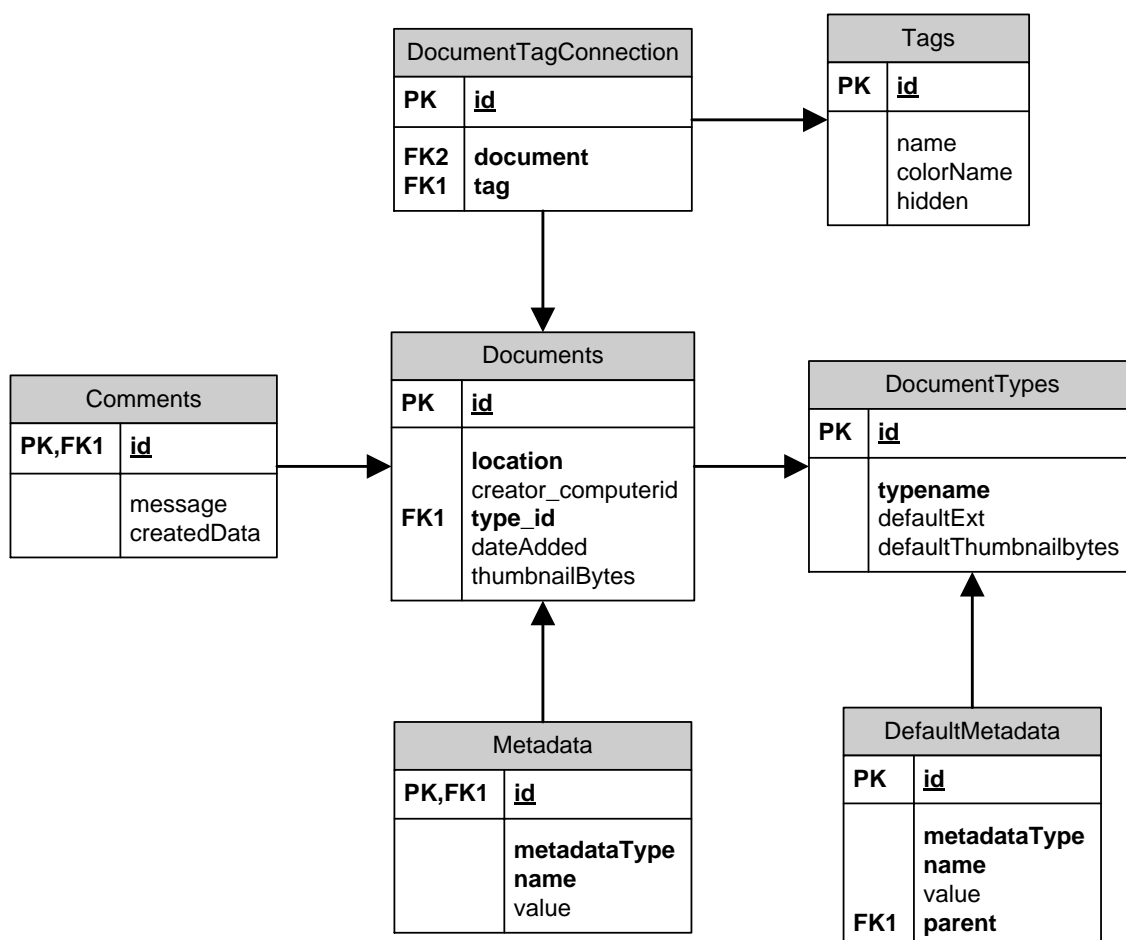 DocumentTagConnection
PK id
FK2 document
FK1 tag
Tags
PK id
name
colorName
hidden
Comments
PK,FK1 id
message
createdData
Documents
PK id
location
creator_computerid
FK1 type_id
dateAdded
thumbnailBytes
DocumentTypes
PK id
typename
defaultExt
defaultThumbnailbytes
Metadata
PK,FK1 id
metadataType
name
value
DefaultMetadata
PK id
metadataType
name
value
FK1 parent